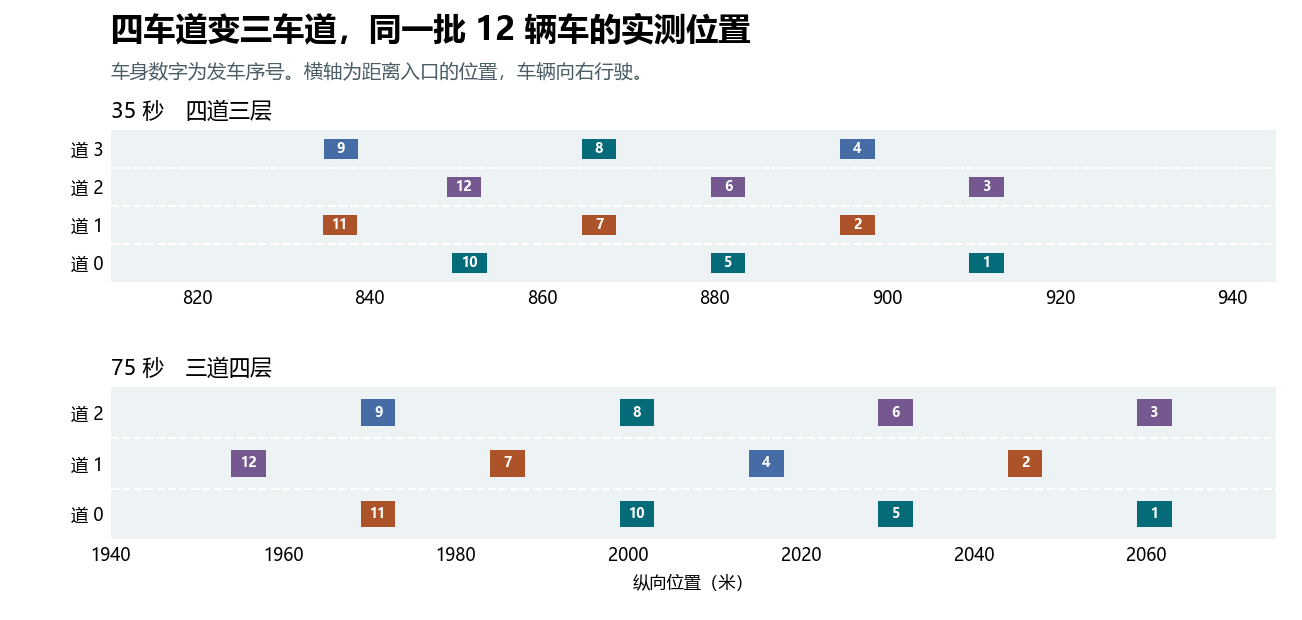 四车道变三车道，同一批 12 辆车的实测位置
车身数字为发车序号。横轴为距离入口的位置，车辆向右行驶。
35 秒　四道三层
道 3 9 8 4
道 2 12 6 3
道 1 11 7 2
道 0 10 5 1
820 840 860 880 900 920 940
75 秒　三道四层
道 2 9 8 6 3
道 1 12 7 4 2
道 0 11 10 5 1
1940 1960 1980 2000 2020 2040 2060
纵向位置（米）